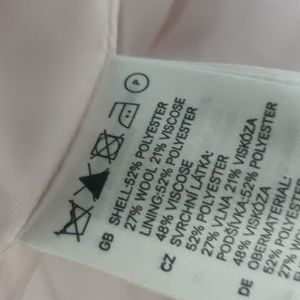 P
GB
SHELL:52% POLYESTER
27% WOOL 21% VISCOSE
LINING:52% POLYESTER
48% VISCOSE
CZ
SVRCHNÍ LÁTKA:
52% POLYESTER
27% VLNA 21% VISKÓZA
PODŠÍVKA:52% POLYESTER
48% VISKÓZA
DE
OBERMATERIAL:
52% POLYESTER
27%